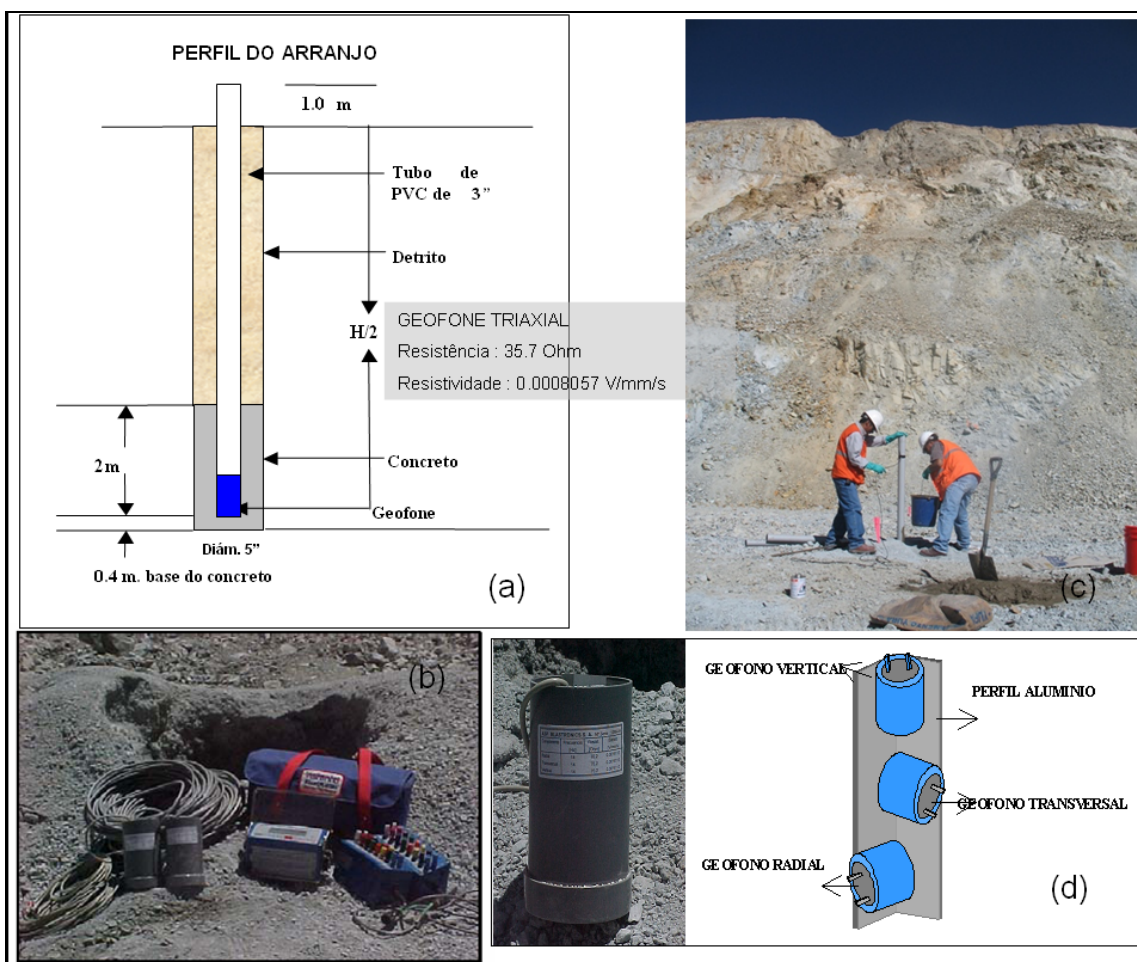 PERFIL DO ARRANJO
1.0 m
Tubo de
PVC de 3”
Detrito
H/2
GEOFONE TRIAXIAL
Resistência : 35.7 Ohm
Resistividade : 0.0008057 V/mm/s
2m
Concreto
Geofone
Diám. 5”
0.4 m. base do concreto
(a)
(c)
(b)
GEOFONO VERTICAL
PERFIL ALUMINIO
GEOFONO TRANSVERSAL
GEOFONO RADIAL
(d)